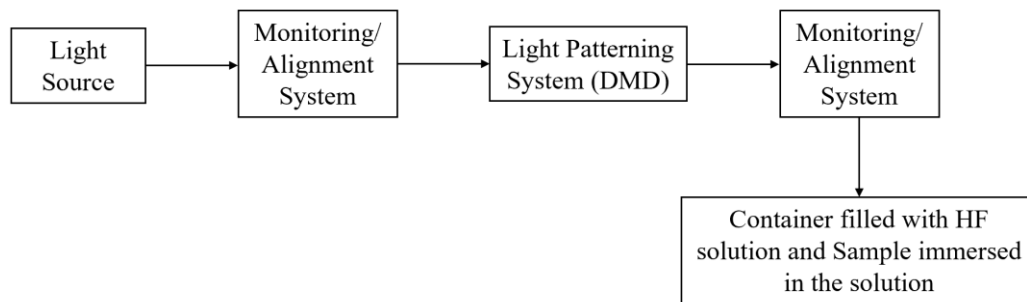 Light
Source
Monitoring/
Alignment
System
Light Patterning
System (DMD)
Monitoring/
Alignment
System
Container filled with HF
solution and Sample immersed
in the solution